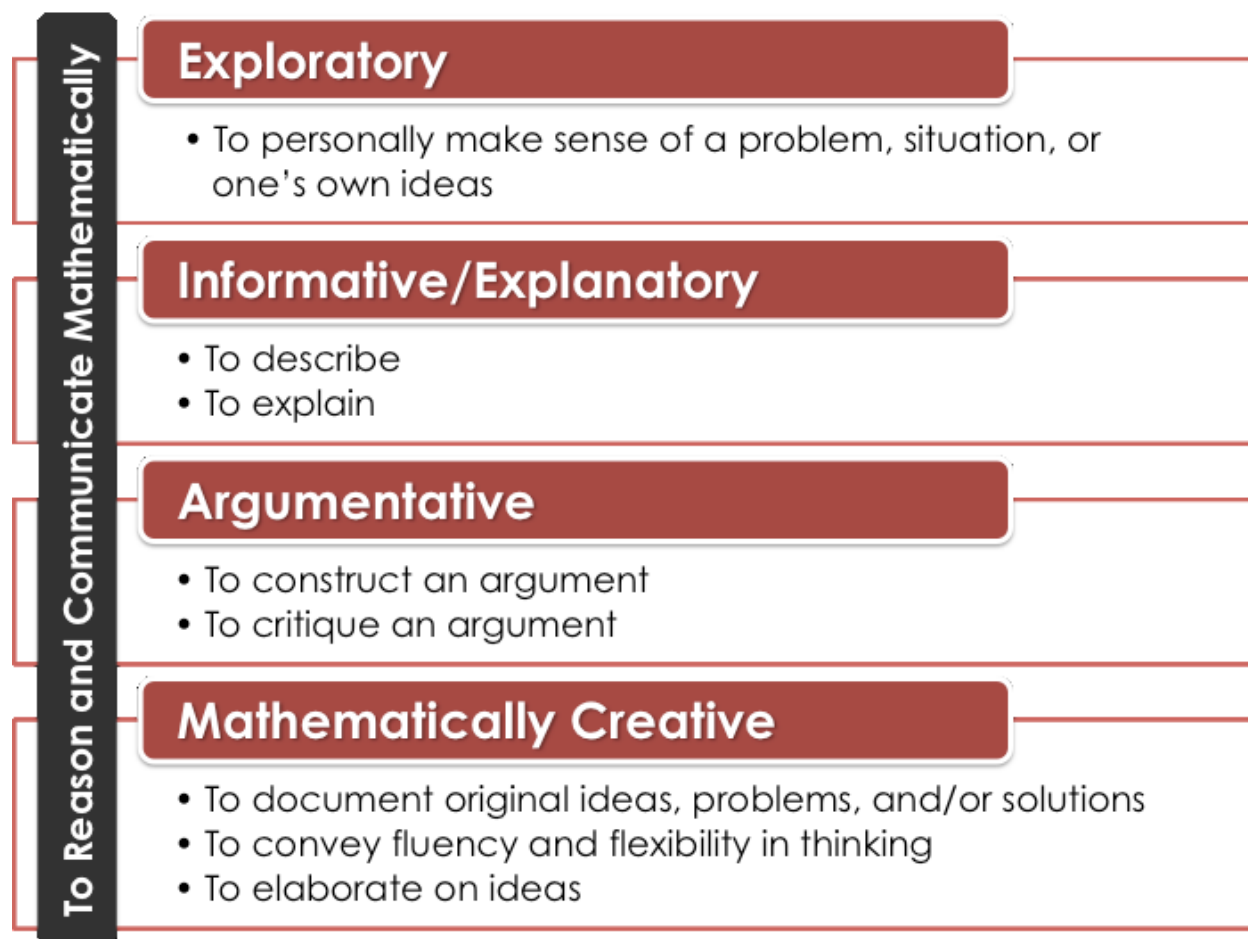 To Reason and Communicate Mathematically
Exploratory
• To personally make sense of a problem, situation, or
one's own ideas
Informative/Explanatory
• To describe
• To explain
Argumentative
• To construct an argument
• To critique an argument
Mathematically Creative
• To document original ideas, problems, and/or solutions
• To convey fluency and flexibility in thinking
• To elaborate on ideas